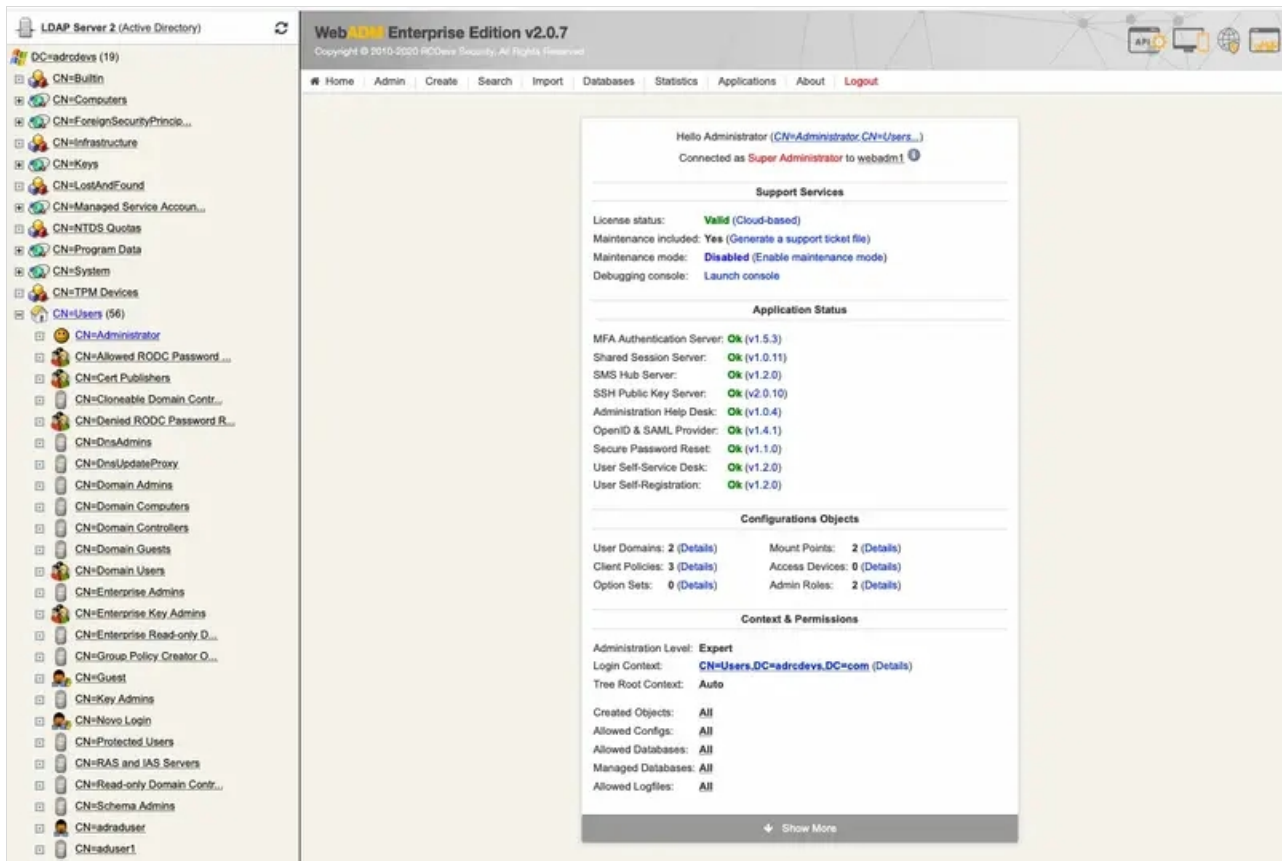 LDAP Server 2 (Active Directory)
DC=adrcdevs (19)
CN=Builtin
CN=Computers
CN=ForeignSecurityPrincip...
CN=Infrastructure
CN=Keys
CN=LostAndFound
CN=Managed Service Accoun...
CN=NTDS Quotas
CN=Program Data
CN=System
CN=TPM Devices
CN=Users (56)
CN=Administrator
CN=Allowed RODC Password ...
CN=Cert Publishers
CN=Cloneable Domain Contr...
CN=Denied RODC Password R...
CN=DnsAdmins
CN=DnsUpdateProxy
CN=Domain Admins
CN=Domain Computers
CN=Domain Controllers
CN=Domain Guests
CN=Domain Users
CN=Enterprise Admins
CN=Enterprise Key Admins
CN=Enterprise Read-only D...
CN=Group Policy Creator O...
CN=Guest
CN=Key Admins
CN=Novo Login
CN=Protected Users
CN=RAS and IAS Servers
CN=Read-only Domain Contr...
CN=Schema Admins
CN=adraduser
CN=aduser1
WebADM Enterprise Edition v2.0.7
Copyright © 2010-2020 RCDevs Security, All Rights Reserved
API
Home Admin Create Search Import Databases Statistics Applications About Logout
Hello Administrator (CN=Administrator,CN=Users...)
Connected as Super Administrator to webadm1
Support Services
License status: Valid (Cloud-based)
Maintenance included: Yes (Generate a support ticket file)
Maintenance mode: Disabled (Enable maintenance mode)
Debugging console: Launch console
Application Status
MFA Authentication Server: Ok (v1.5.3)
Shared Session Server: Ok (v1.0.11)
SMS Hub Server: Ok (v1.2.0)
SSH Public Key Server: Ok (v2.0.10)
Administration Help Desk: Ok (v1.0.4)
OpenID & SAML Provider: Ok (v1.4.1)
Secure Password Reset: Ok (v1.1.0)
User Self-Service Desk: Ok (v1.2.0)
User Self-Registration: Ok (v1.2.0)
Configurations Objects
User Domains: 2 (Details) Mount Points: 2 (Details)
Client Policies: 3 (Details) Access Devices: 0 (Details)
Option Sets: 0 (Details) Admin Roles: 2 (Details)
Context & Permissions
Administration Level: Expert
Login Context: CN=Users,DC=adrcdevs,DC=com (Details)
Tree Root Context: Auto
Created Objects: All
Allowed Configs: All
Allowed Databases: All
Managed Databases: All
Allowed Logfiles: All
Show More